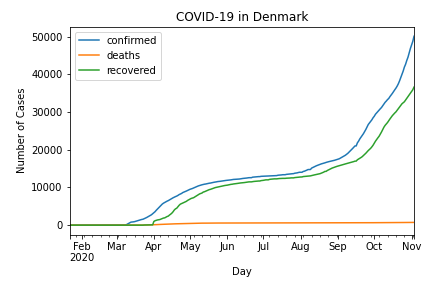 COVID-19 in Denmark
confirmed
deaths
recovered
Number of Cases
50000
40000
30000
20000
10000
0
Feb Mar Apr May Jun Jul Aug Sep Oct Nov
2020
Day